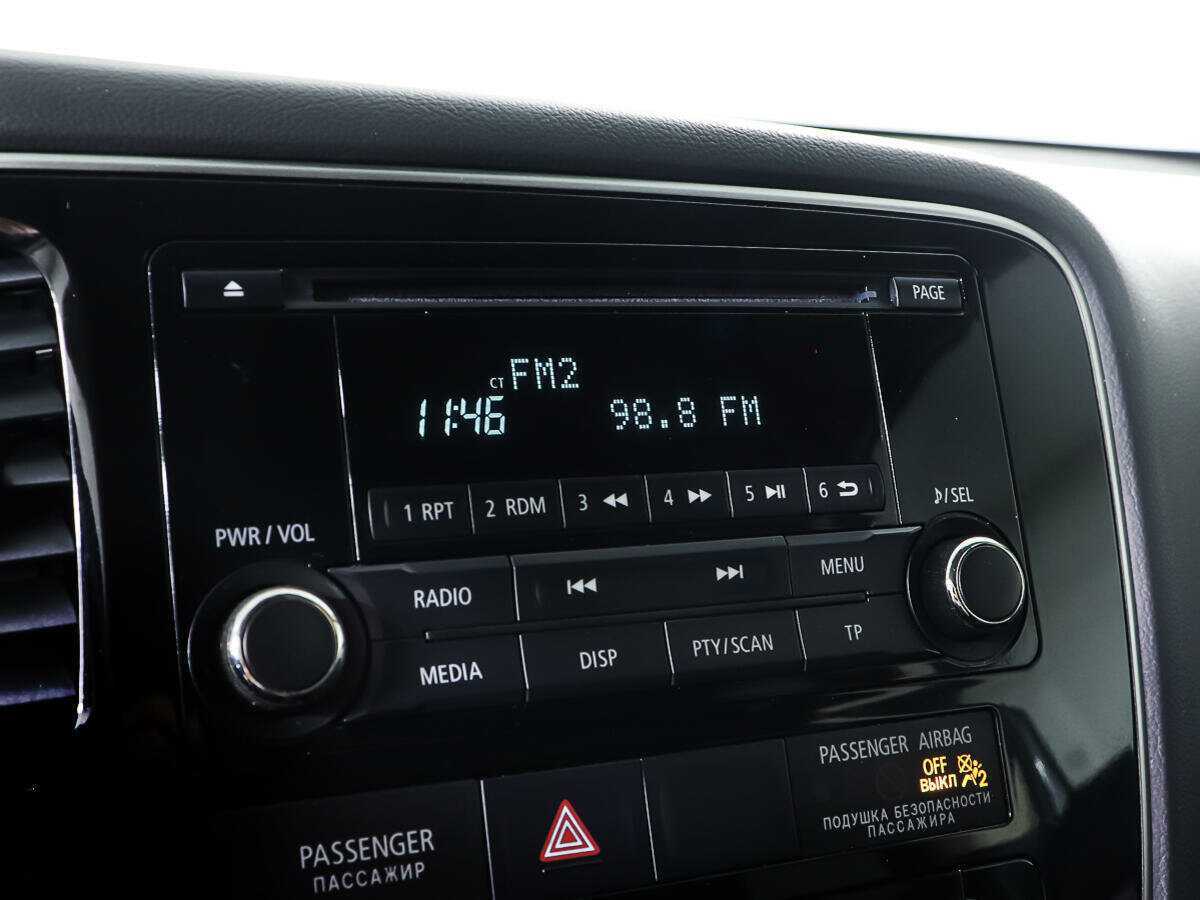 PAGE
CT FM2
11:46 98.8 FM
1 RPT 2 RDM 3 4 5 6
PWR / VOL
/SEL
RADIO
MENU
MEDIA DISP PTY/SCAN TP
PASSENGER AIRBAG
OFF
ВЫКЛ 2
ПОДУШКА БЕЗОПАСНОСТИ
ПАССАЖИРА
PASSENGER
ПАССАЖИР